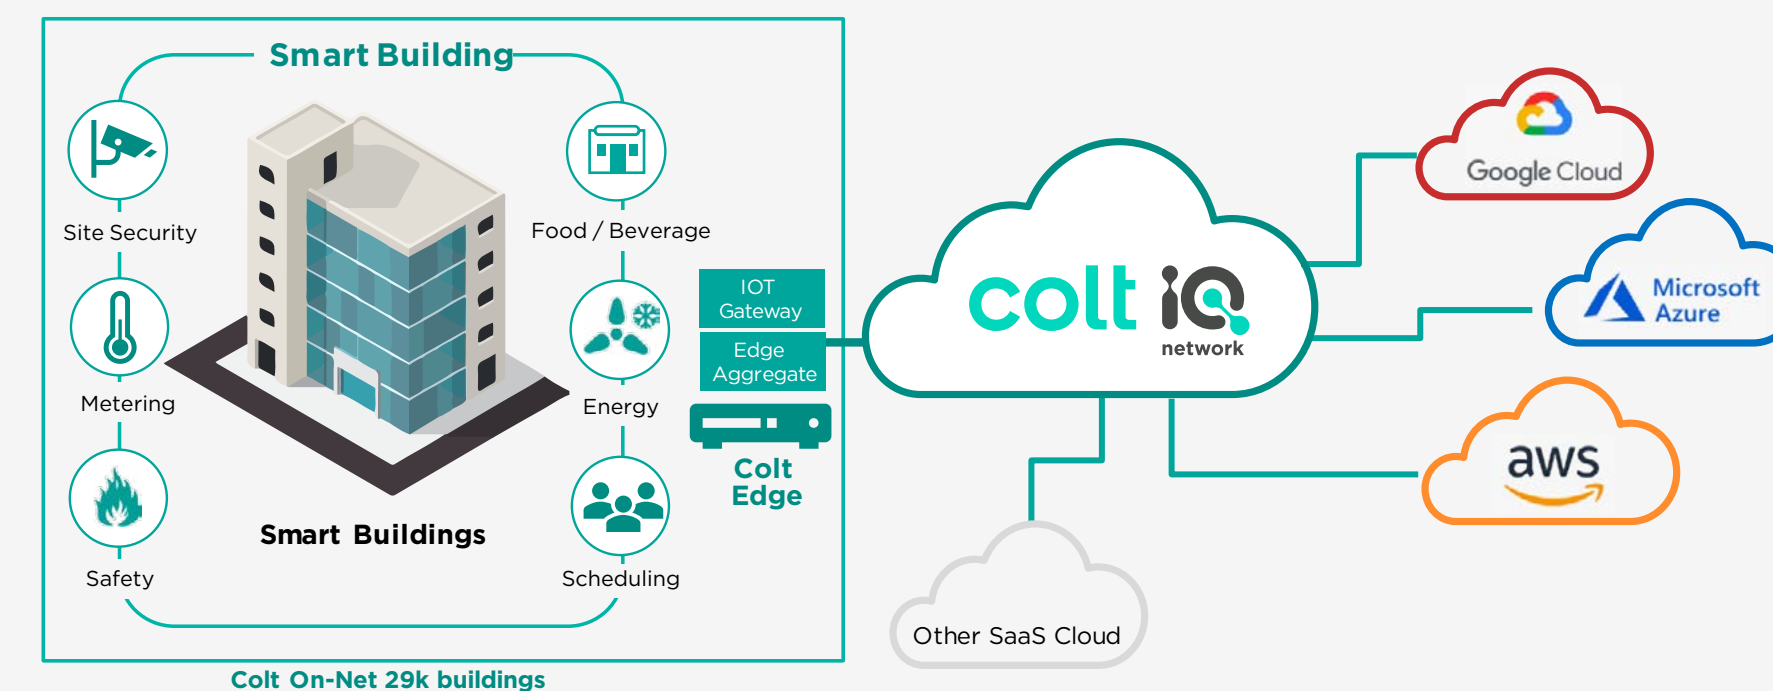 Smart Building
Site Security
Metering
Safety
Food / Beverage
Energy
Scheduling
Smart Buildings
IOT
Gateway
Edge
Aggregate
Colt
Edge
Colt On-Net 29k buildings
colt iQ
network
Google Cloud
Microsoft
Azure
aws
Other SaaS Cloud